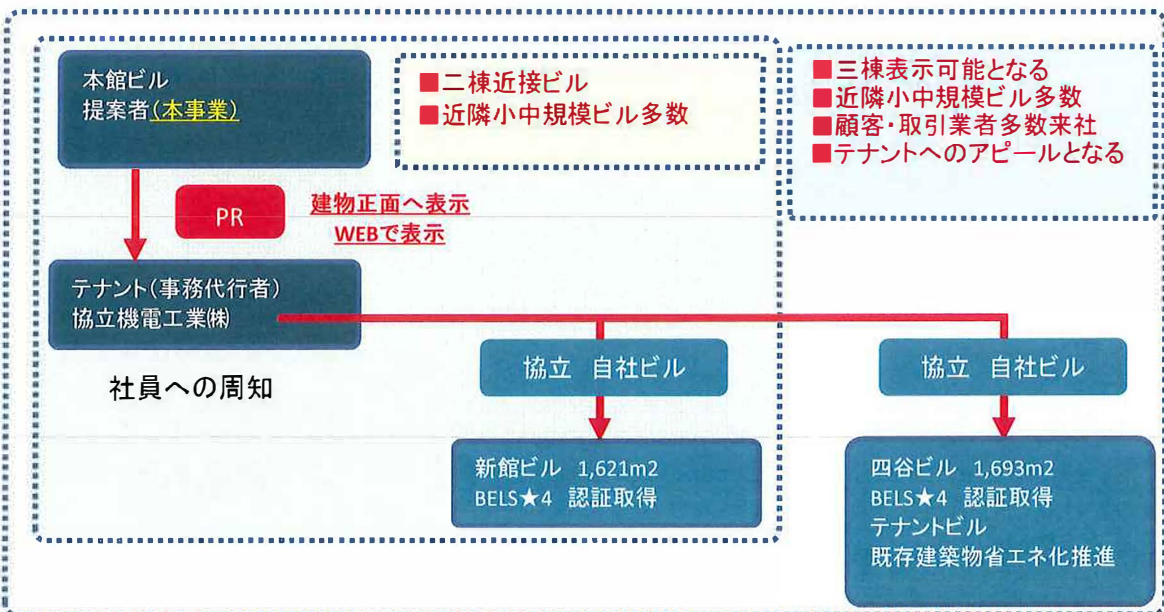 本館ビル
提案者(本事業)
■二棟近接ビル
■近隣小中規模ビル多数
■三棟表示可能となる
■近隣小中規模ビル多数
■顧客・取引業者多数来社
■テナントへのアピールとなる
PR
建物正面へ表示
WEBで表示
テナント(事務代行者)
協立機電工業㈱
社員への周知
協立 自社ビル
協立 自社ビル
新館ビル 1,621m2
BELS★4 認証取得
四谷ビル 1,693m2
BELS★4 認証取得
テナントビル
既存建築物省エネ化推進